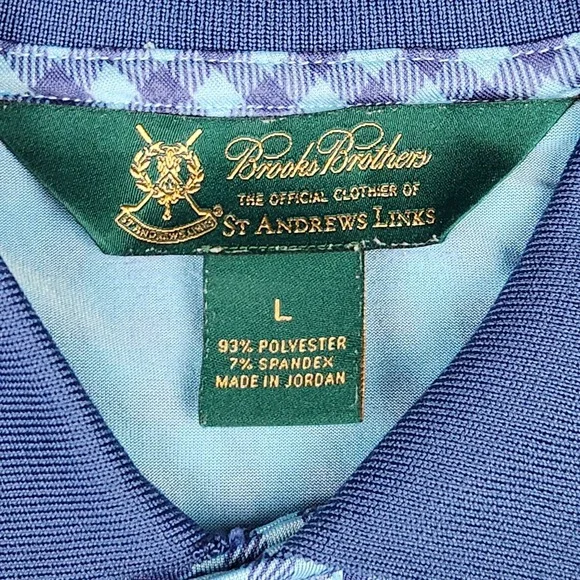 Brooks Brothers
THE OFFICIAL CLOTHIER OF
ST ANDREWS LINKS
L
93% POLYESTER
7% SPANDEX
MADE IN JORDAN